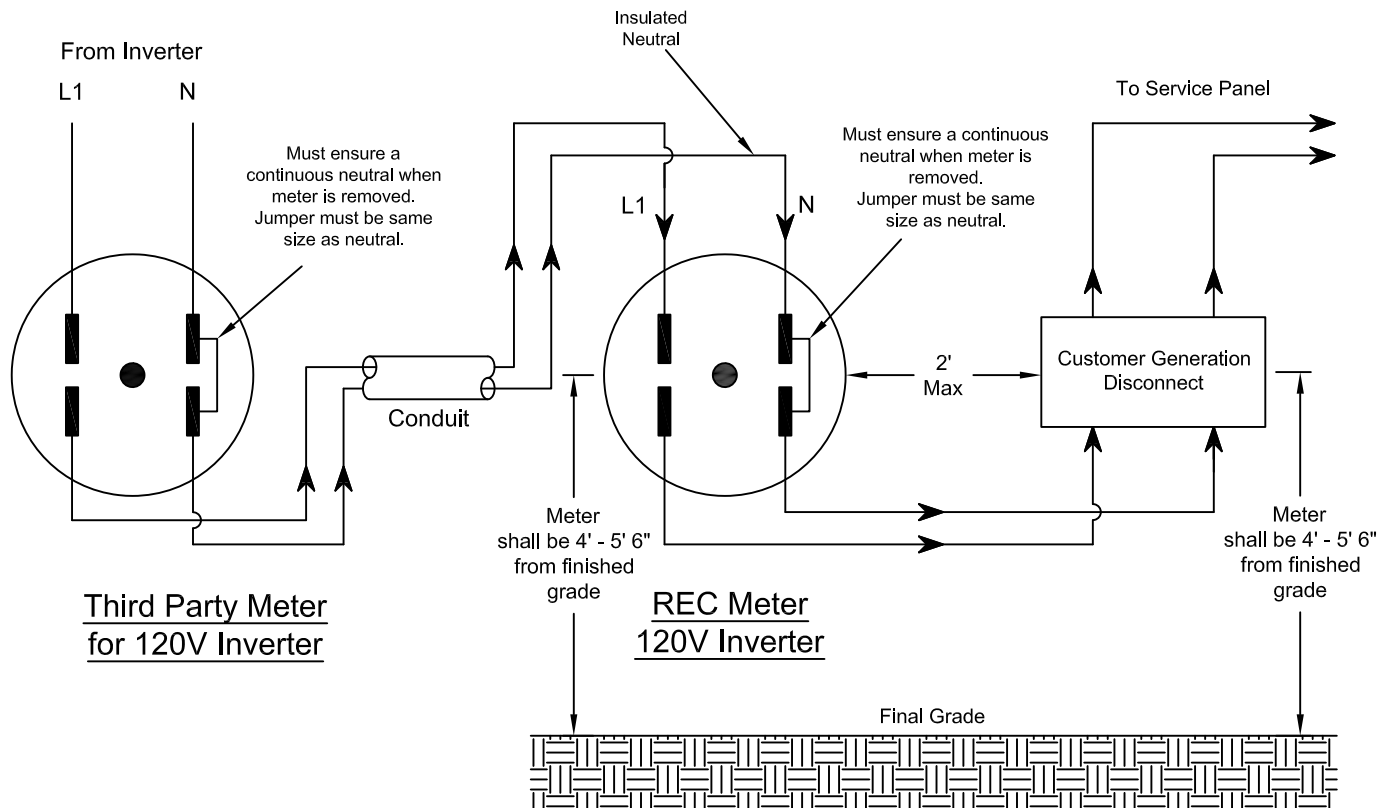 From Inverter
L1
N
Must ensure a
continuous neutral when
meter is removed.
Jumper must be same
size as neutral.
Third Party Meter
for 120V Inverter
Conduit
Insulated
Neutral
L1
N
Must ensure a continuous
neutral when meter is
removed.
Jumper must be same
size as neutral.
Meter
shall be 4' - 5' 6"
from finished
grade
REC Meter
120V Inverter
2'
Max
To Service Panel
Customer Generation
Disconnect
Meter
shall be 4' - 5' 6"
from finished
grade
Final Grade